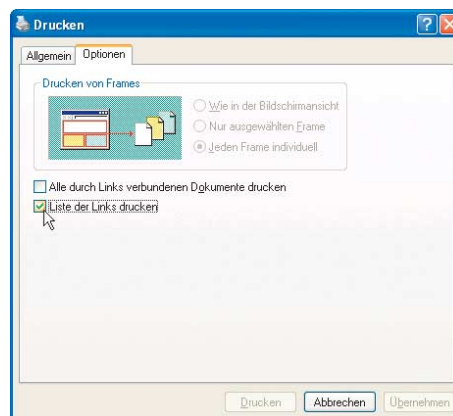 Drucken
Allgemein Optionen
Drucken von Frames
Wie in der Bildschirmansicht
Nur ausgewählten Frame
Jeden Frame individuell
Alle durch Links verbundenen Dokumente drucken
Liste der Links drucken
Drucken Abbrechen Übernehmen